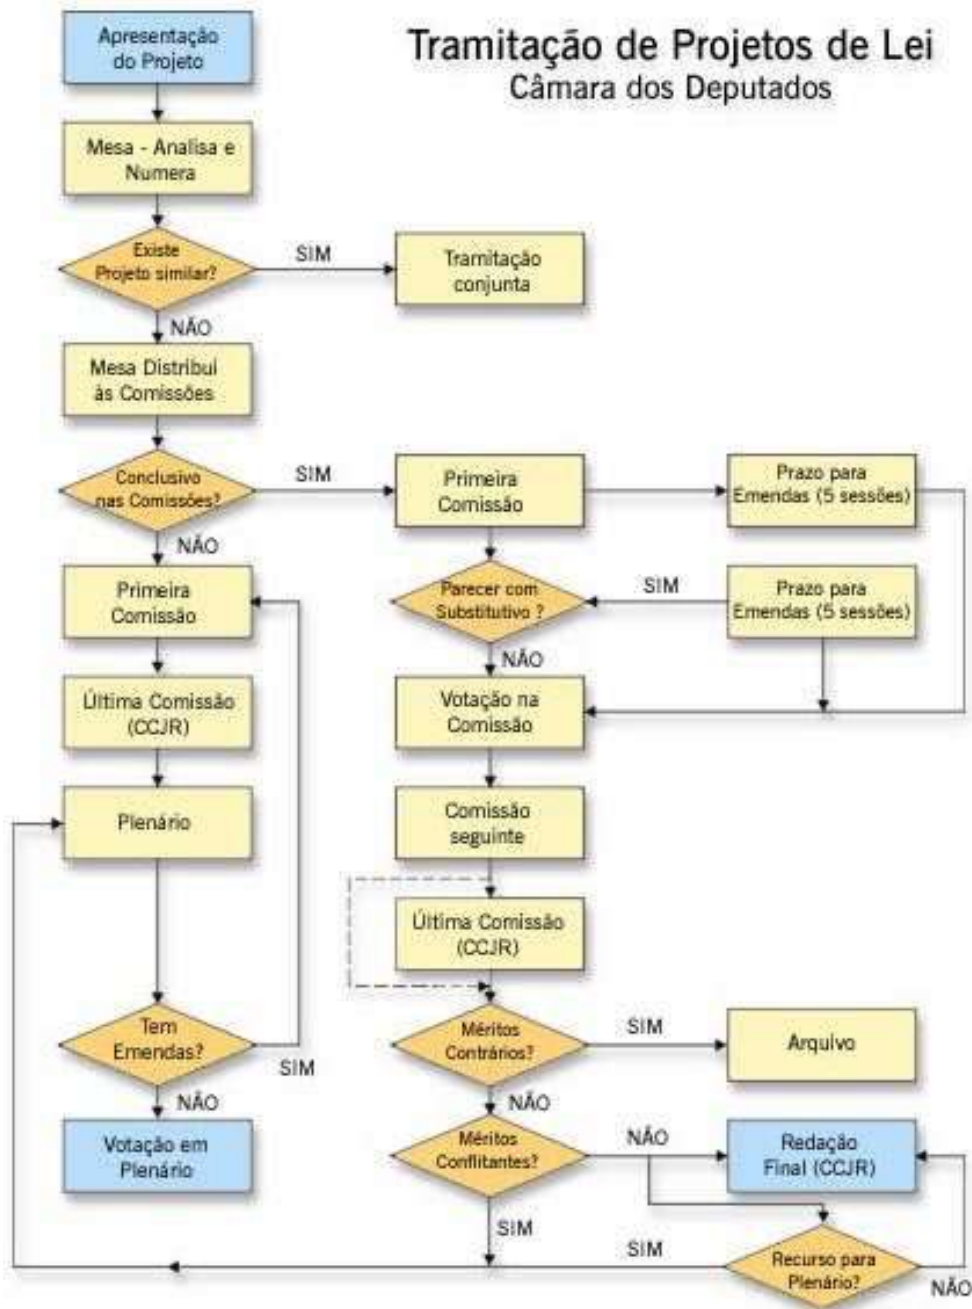 Tramitação de Projetos de Lei
Câmara dos Deputados
Apresentação
do Projeto
Mesa - Analisa e
Numera
Existe
Projeto similar?
SIM
Tramitação
conjunta
NÃO
Mesa Distribui
às Comissões
Conclusivo
nas Comissões?
SIM
Primeira
Comissão
Prazo para
Emendas (5 sessões)
NÃO
Primeira
Comissão
Parecer com
Substitutivo ?
SIM
Prazo para
Emendas (5 sessões)
NÃO
Última Comissão
(CCJR)
Votação na
Comissão
Plenário
Comissão
seguinte
Última Comissão
(CCJR)
Tem
Emendas?
SIM
Méritos
Contrários?
SIM
Arquivo
NÃO
NÃO
Votação em
Plenário
Méritos
Conflitantes?
NÃO
Redação
Final (CCJR)
SIM
SIM
Recurso para
Plenário?
NÃO